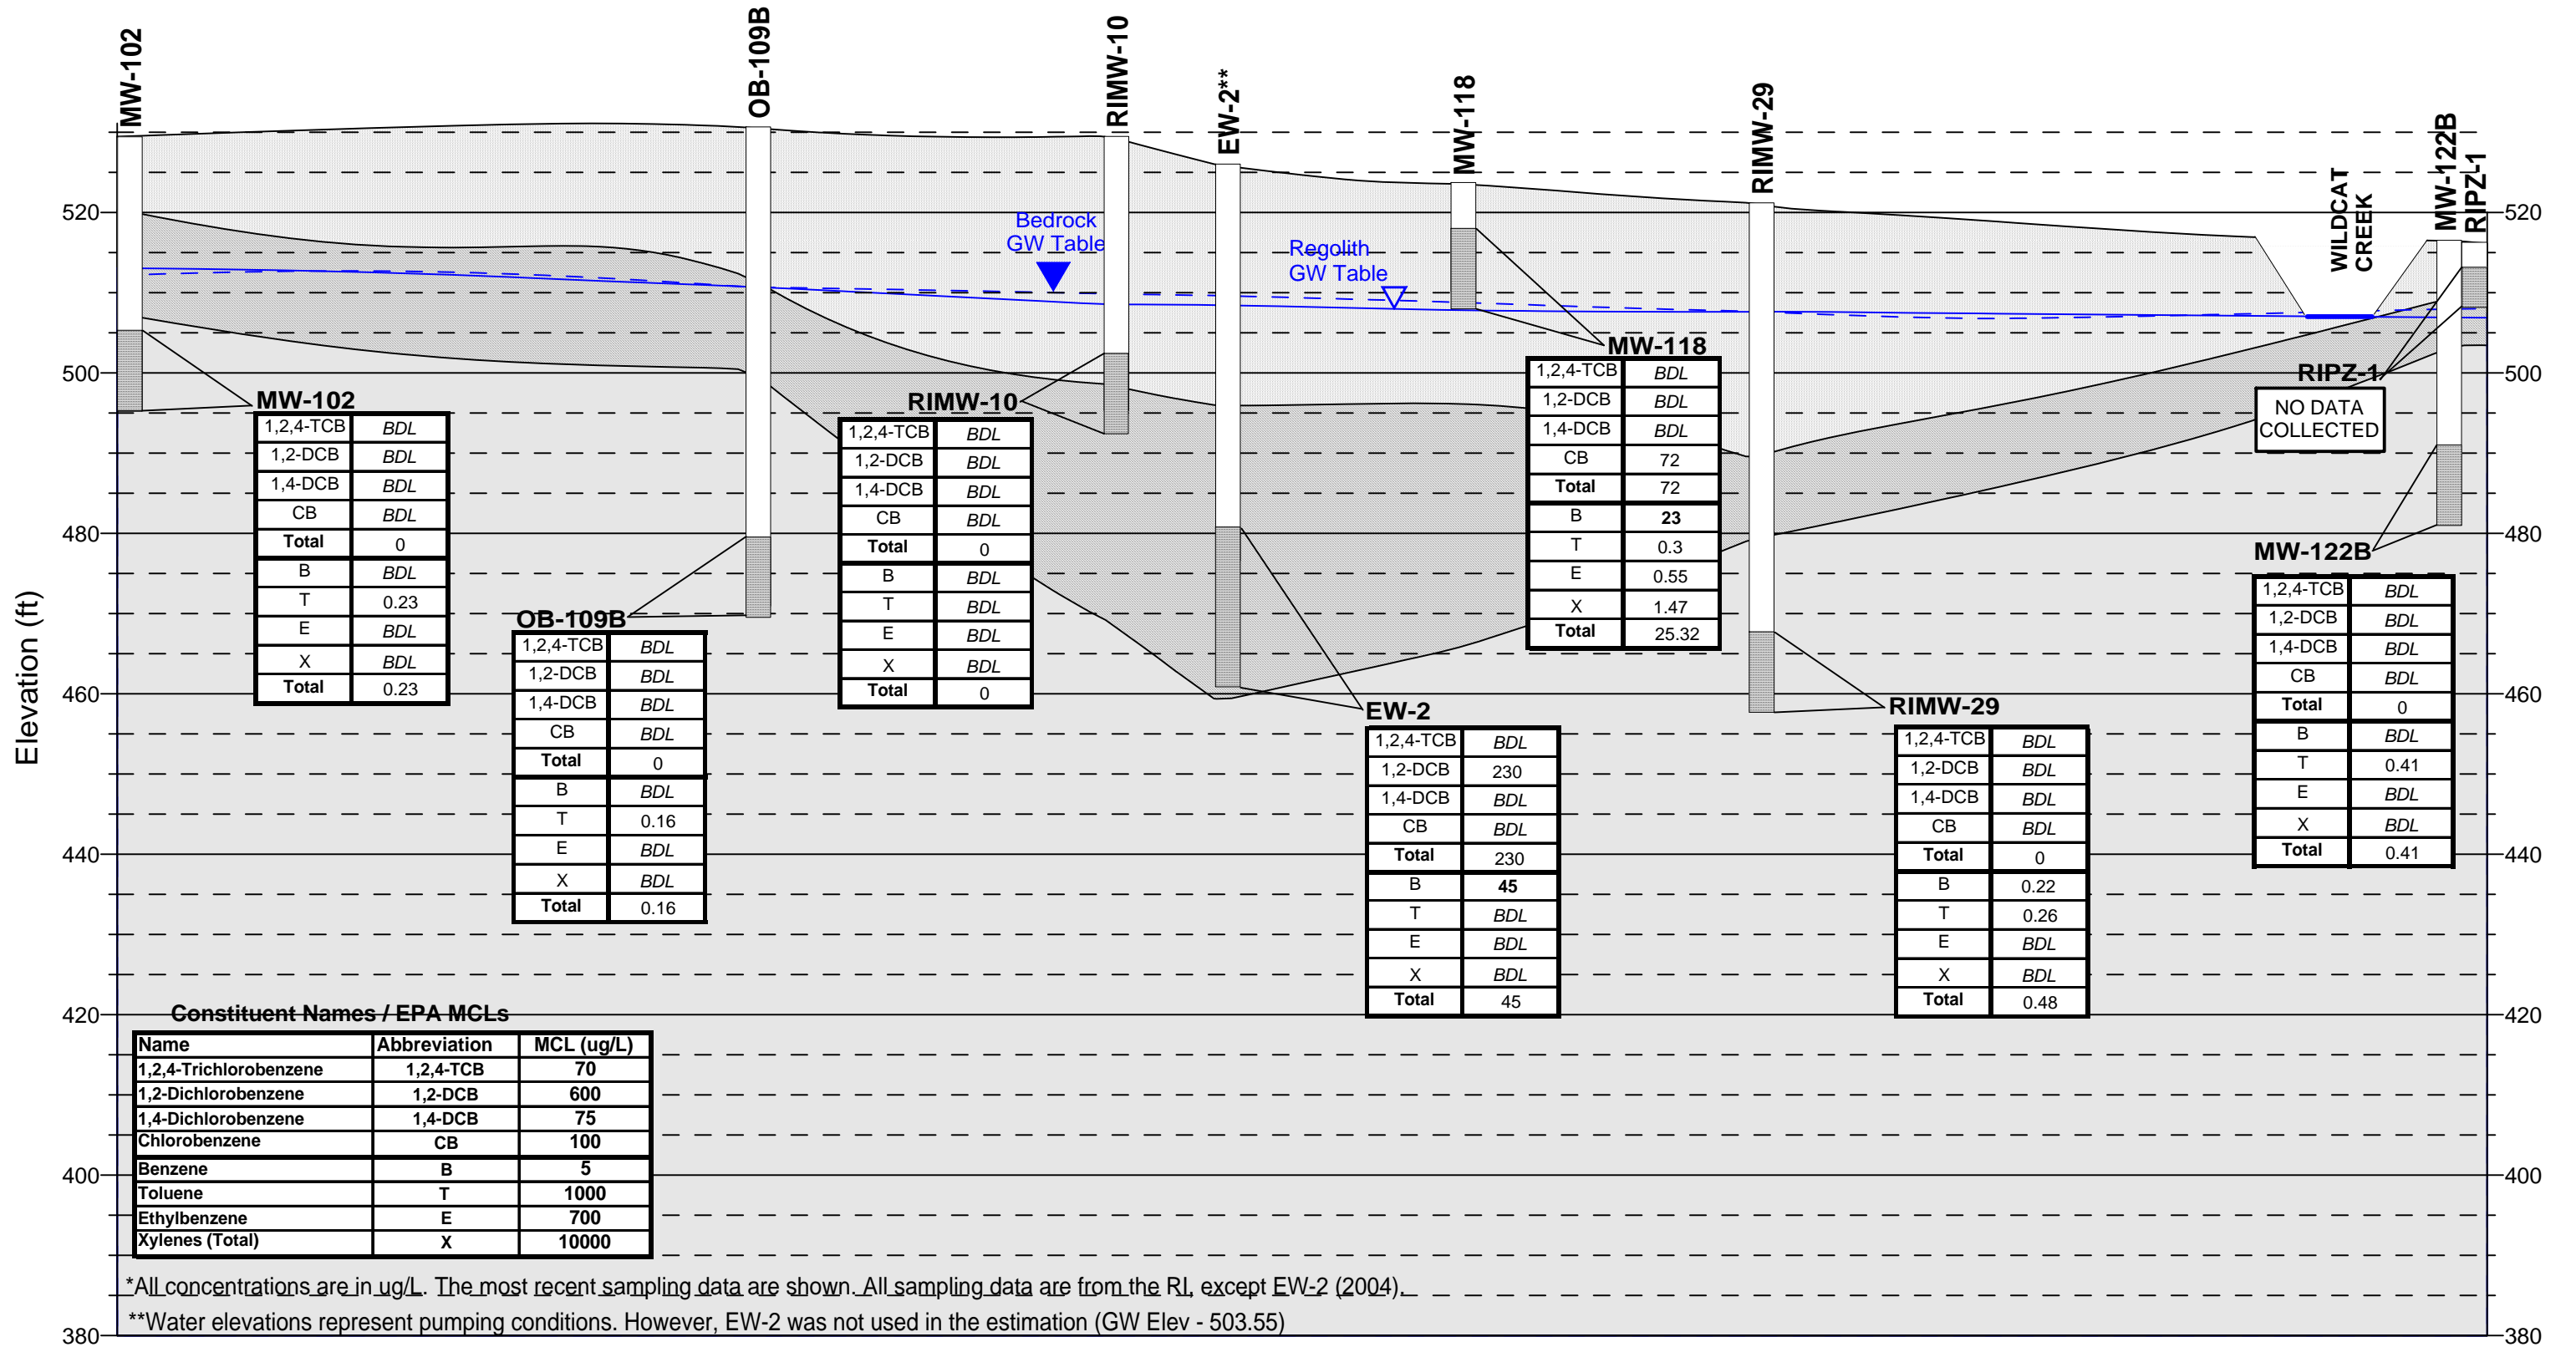 MW-102
OB-109B
RIMW-10
EW-2**
MW-118
RIMW-29
WILDCAT
CREEK
MW-122B
RIPZ-1
Elevation (ft)
520
500
480
460
440
420
400
380
520
500
480
460
440
420
400
380
Bedrock
GW Table
Regolith
GW Table
MW-102
1,2,4-TCB BDL
1,2-DCB BDL
1,4-DCB BDL
CB BDL
Total 0
B BDL
T 0.23
E BDL
X BDL
Total 0.23
OB-109B
1,2,4-TCB BDL
1,2-DCB BDL
1,4-DCB BDL
CB BDL
Total 0
B BDL
T 0.16
E BDL
X BDL
Total 0.16
RIMW-10
1,2,4-TCB BDL
1,2-DCB BDL
1,4-DCB BDL
CB BDL
Total 0
B BDL
T BDL
E BDL
X BDL
Total 0
MW-118
1,2,4-TCB BDL
1,2-DCB BDL
1,4-DCB BDL
CB 72
Total 72
B 23
T 0.3
E 0.55
X 1.47
Total 25.32
EW-2
1,2,4-TCB BDL
1,2-DCB 230
1,4-DCB BDL
CB BDL
Total 230
B 45
T BDL
E BDL
X BDL
Total 45
RIMW-29
1,2,4-TCB BDL
1,2-DCB BDL
1,4-DCB BDL
CB BDL
Total 0
B 0.22
T 0.26
E BDL
X BDL
Total 0.48
RIPZ-1
NO DATA
COLLECTED
MW-122B
1,2,4-TCB BDL
1,2-DCB BDL
1,4-DCB BDL
CB BDL
Total 0
B BDL
T 0.41
E BDL
X BDL
Total 0.41
Constituent Names / EPA MCLs
Name Abbreviation MCL (ug/L)
1,2,4-Trichlorobenzene 1,2,4-TCB 70
1,2-Dichlorobenzene 1,2-DCB 600
1,4-Dichlorobenzene 1,4-DCB 75
Chlorobenzene CB 100
Benzene B 5
Toluene T 1000
Ethylbenzene E 700
Xylenes (Total) X 10000
*All concentrations are in ug/L. The most recent sampling data are shown. All sampling data are from the RI, except EW-2 (2004).
**Water elevations represent pumping conditions. However, EW-2 was not used in the estimation (GW Elev - 503.55)